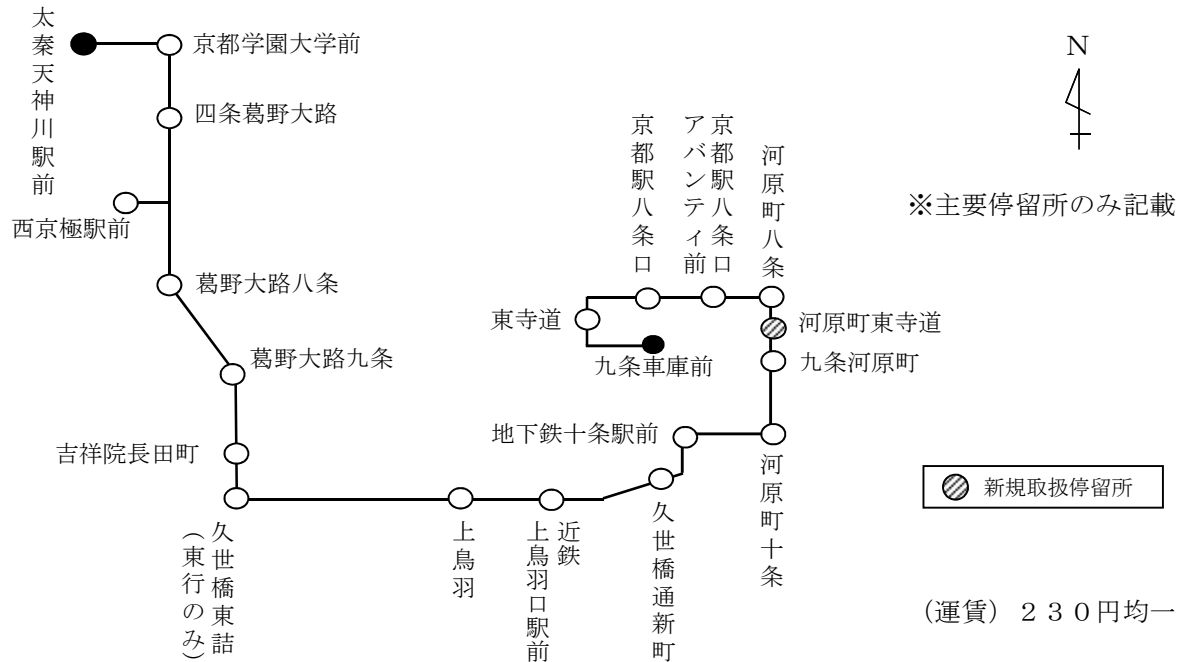 太秦天神川駅前
京都学園大学前
四条葛野大路
西京極駅前
葛野大路八条
葛野大路九条
吉祥院長田町
久世橋東詰
（東行のみ）
上鳥羽
近鉄
上鳥羽口駅前
久世橋通新町
地下鉄十条駅前
河原町十条
九条河原町
河原町東寺道
河原町八条
京都駅八条口
アバンティ前
京都駅八条口
東寺道
九条車庫前
N
※主要停留所のみ記載
新規取扱停留所
（運賃）２３０円均一